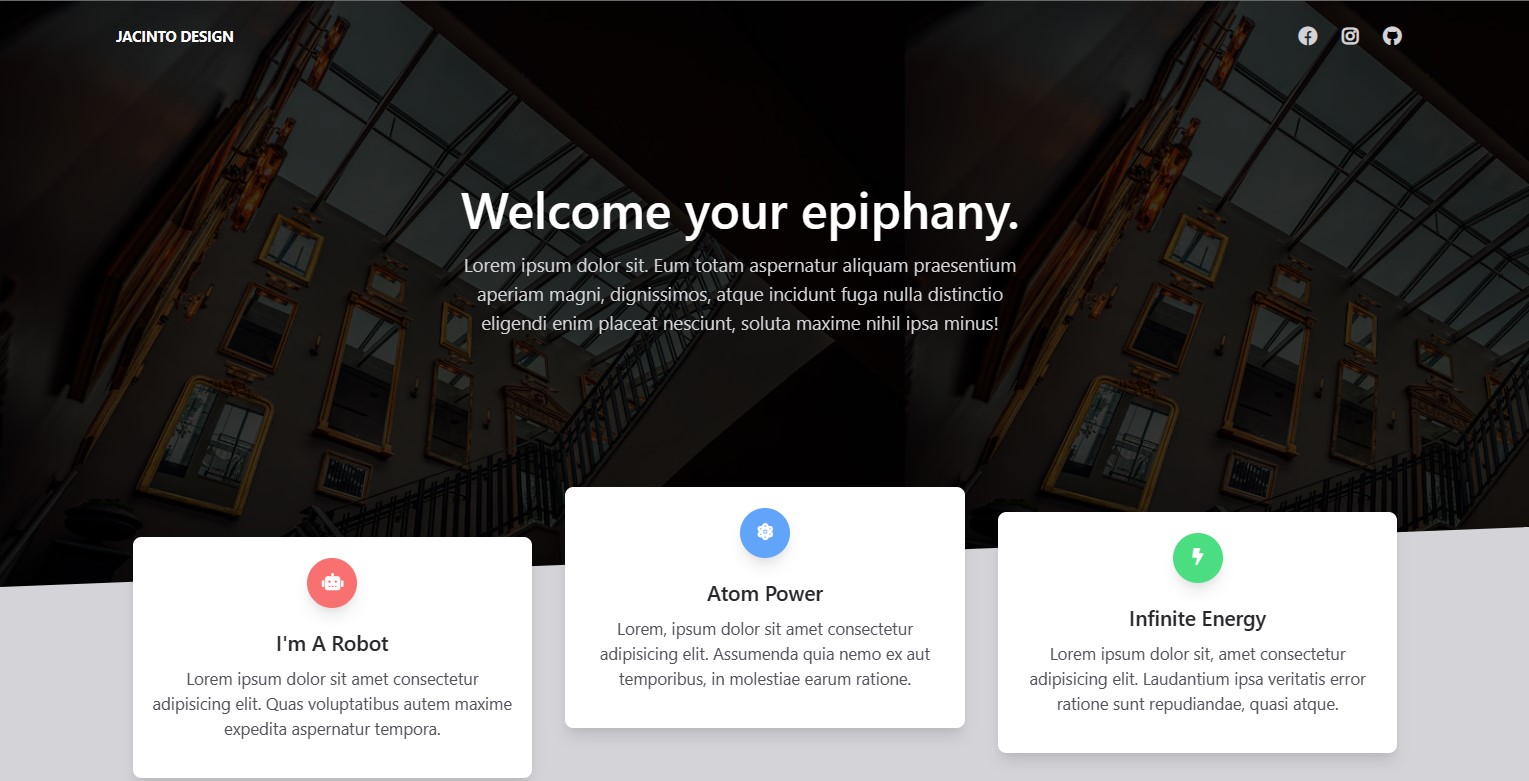 JACINTO DESIGN
Welcome your epiphany.
Lorem ipsum dolor sit. Eum totam aspernatur aliquam praesentium
aperiam magni, dignissimos, atque incidunt fuga nulla distinctio
eligendi enim placeat nesciunt, soluta maxime nihil ipsa minus!
I'm A Robot
Lorem ipsum dolor sit amet consectetur
adipisicing elit. Quas voluptatibus autem maxime
expedita aspernatur tempora.
Atom Power
Lorem, ipsum dolor sit amet consectetur
adipisicing elit. Assumenda quia nemo ex aut
temporibus, in molestiae earum ratione.
Infinite Energy
Lorem ipsum dolor sit, amet consectetur
adipisicing elit. Laudantium ipsa veritatis error
ratione sunt repudiandae, quasi atque.